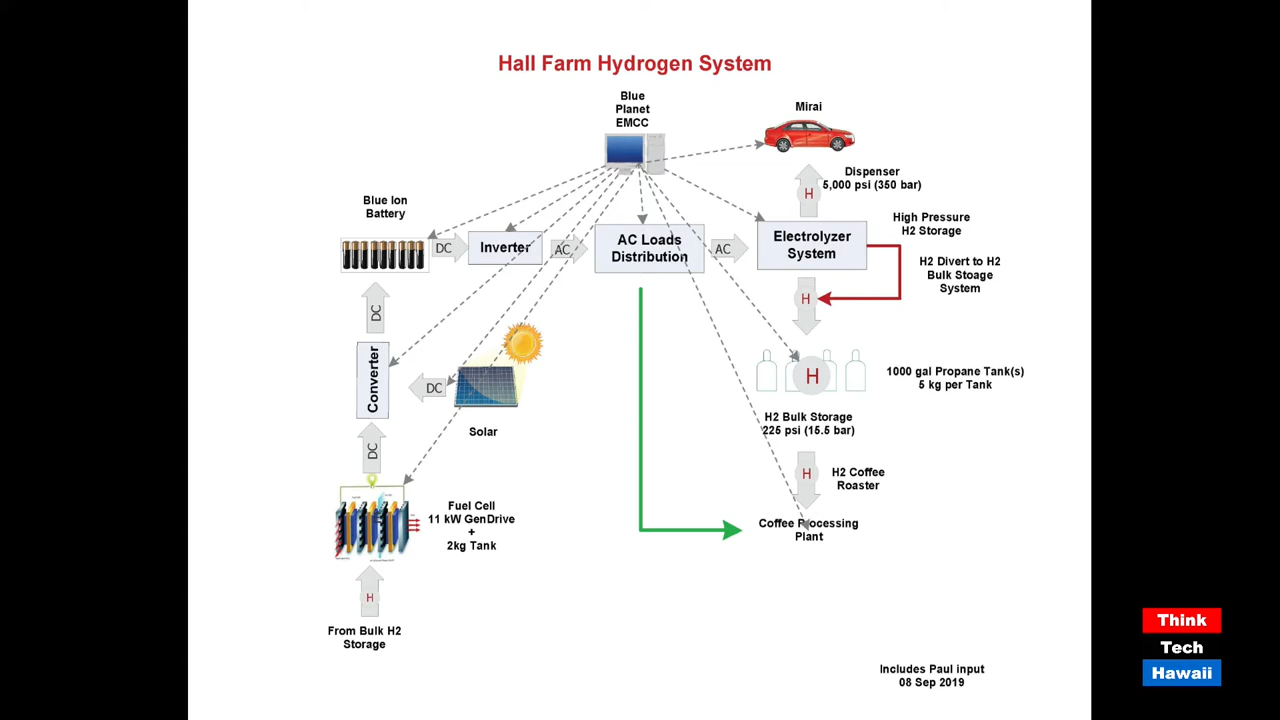 Hall Farm Hydrogen System
Blue
Planet
EMCC
Mirai
Dispenser
5,000 psi (350 bar)
H
Blue Ion
Battery
High Pressure
H2 Storage
DC
Inverter
AC
AC Loads
Distribution
AC
Electrolyzer
System
H2 Divert to H2
Bulk Stoage
System
H
DC
Converter
DC
Solar
H
1000 gal Propane Tank(s)
5 kg per Tank
H2 Bulk Storage
225 psi (15.5 bar)
DC
H
H2 Coffee
Roaster
Fuel Cell
11 kW GenDrive
+
2kg Tank
Coffee Processing
Plant
H
From Bulk H2
Storage
Includes Paul input
08 Sep 2019
Think
Tech
Hawaii